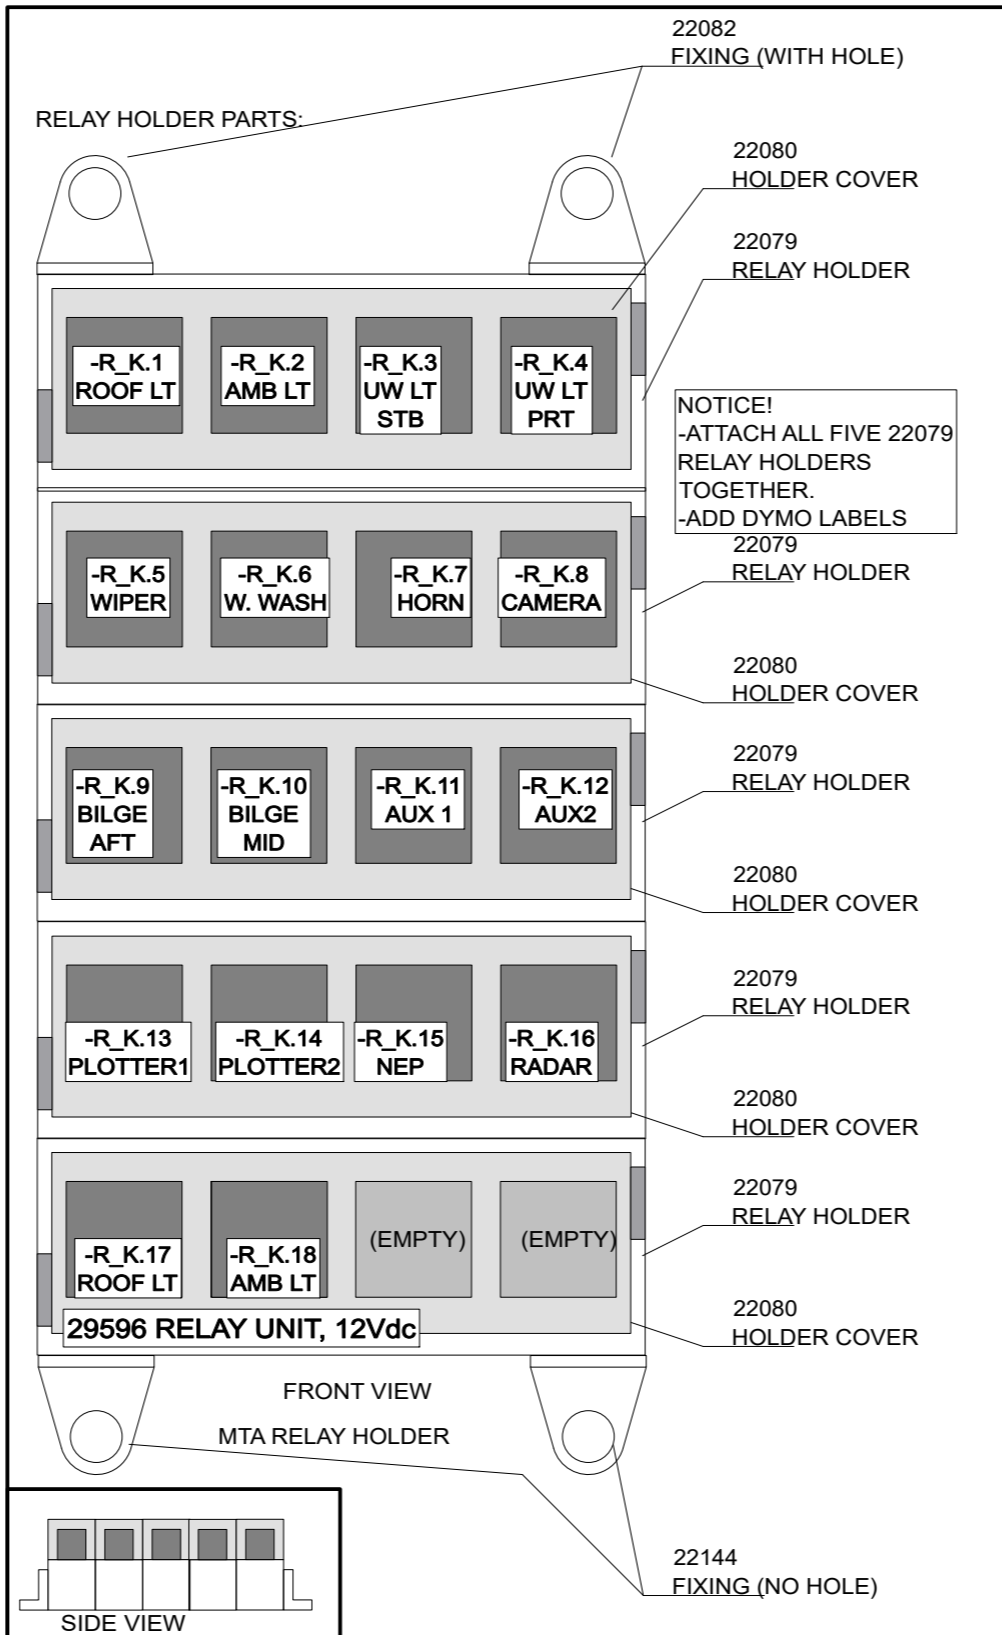 22082
FIXING (WITH HOLE)
RELAY HOLDER PARTS:
22080
HOLDER COVER
22079
RELAY HOLDER
-R_K.1
ROOF LT
-R_K.2
AMB LT
-R_K.3
UW LT
STB
-R_K.4
UW LT
PRT
NOTICE!
-ATTACH ALL FIVE 22079
RELAY HOLDERS
TOGETHER.
-ADD DYMO LABELS
22079
RELAY HOLDER
-R_K.5
WIPER
-R_K.6
W. WASH
-R_K.7
HORN
-R_K.8
CAMERA
22080
HOLDER COVER
22079
RELAY HOLDER
-R_K.9
BILGE
AFT
-R_K.10
BILGE
MID
-R_K.11
AUX 1
-R_K.12
AUX2
22080
HOLDER COVER
22079
RELAY HOLDER
-R_K.13
PLOTTER1
-R_K.14
PLOTTER2
-R_K.15
NEP
-R_K.16
RADAR
22080
HOLDER COVER
22079
RELAY HOLDER
-R_K.17
ROOF LT
-R_K.18
AMB LT
(EMPTY)
(EMPTY)
29596 RELAY UNIT, 12Vdc
22080
HOLDER COVER
FRONT VIEW
MTA RELAY HOLDER
22144
FIXING (NO HOLE)
SIDE VIEW